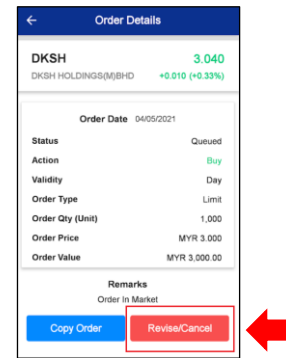 Order Details
DKSH 3.040
DKSH HOLDINGS(M)BHD +0.010 (+0.33%)
Order Date 04/05/2021
Status Queued
Action Buy
Validity Day
Order Type Limit
Order Qty (Unit) 1,000
Order Price MYR 3.000
Order Value MYR 3,000.00
Remarks
Order In Market
Copy Order Revise/Cancel